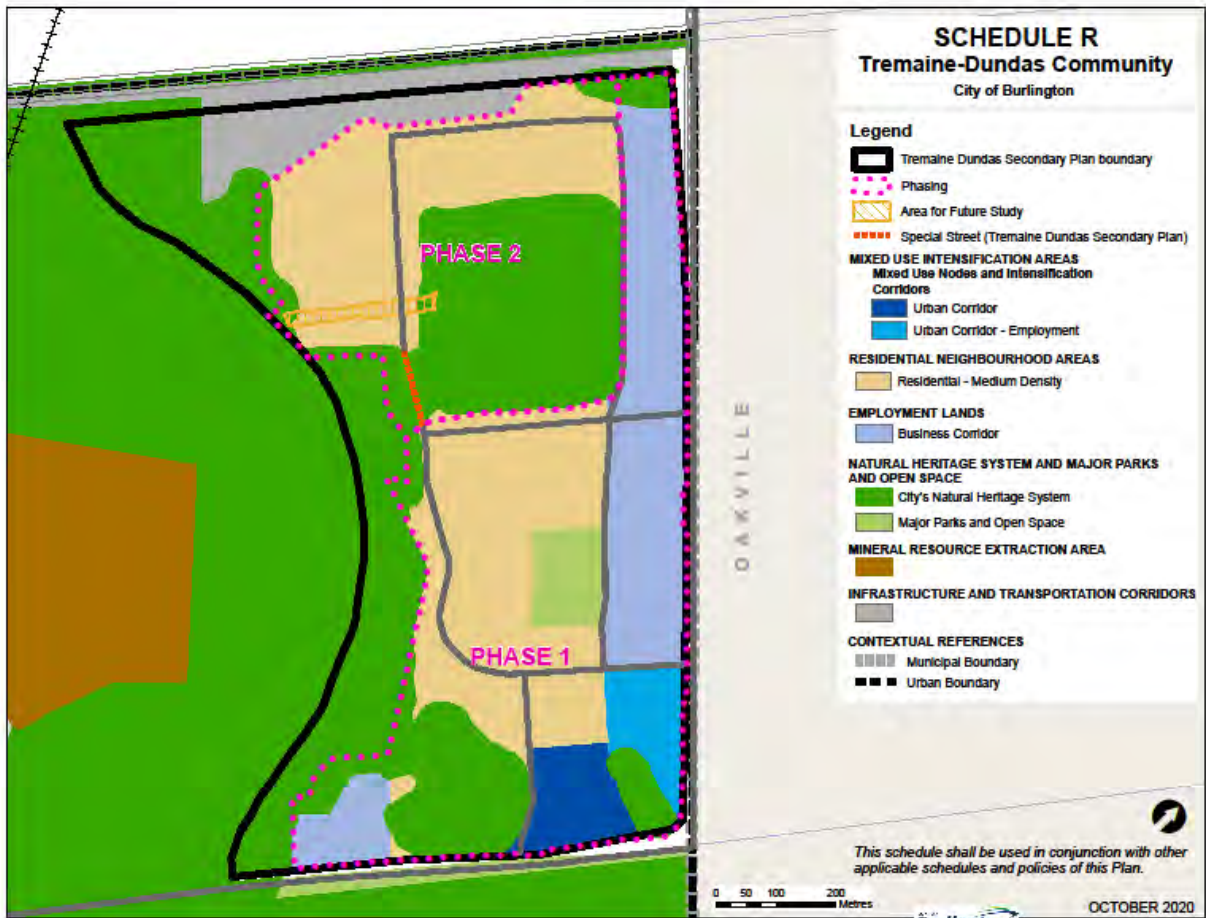 SCHEDULE R
Tremaine-Dundas Community
City of Burlington
Legend
Tremaine Dundas Secondary Plan boundary
Phasing
Area for Future Study
Special Street (Tremaine Dundas Secondary Plan)
MIXED USE INTENSIFICATION AREAS
Mixed Use Nodes and Intensification
Corridors
Urban Corridor
Urban Corridor - Employment
RESIDENTIAL NEIGHBOURHOOD AREAS
Residential - Medium Density
EMPLOYMENT LANDS
Business Corridor
NATURAL HERITAGE SYSTEM AND MAJOR PARKS
AND OPEN SPACE
City's Natural Heritage System
Major Parks and Open Space
MINERAL RESOURCE EXTRACTION AREA
INFRASTRUCTURE AND TRANSPORTATION CORRIDORS
CONTEXTUAL REFERENCES
Municipal Boundary
Urban Boundary
PHASE 2
OAKVILLE
PHASE 1
This schedule shall be used in conjunction with other
applicable schedules and policies of this Plan.
0 50 100 200
Metres
OCTOBER 2020